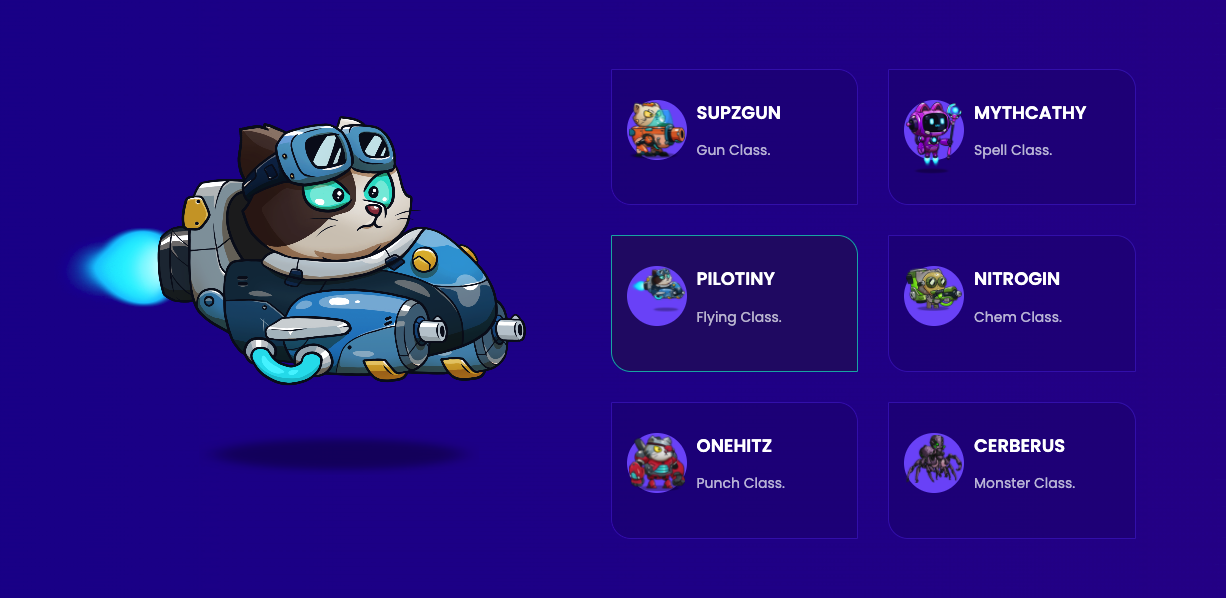 SUPZGUN
Gun Class.
MYTHCATHY
Spell Class.
PILOTINY
Flying Class.
NITROGIN
Chem Class.
ONEHITZ
Punch Class.
CERBERUS
Monster Class.